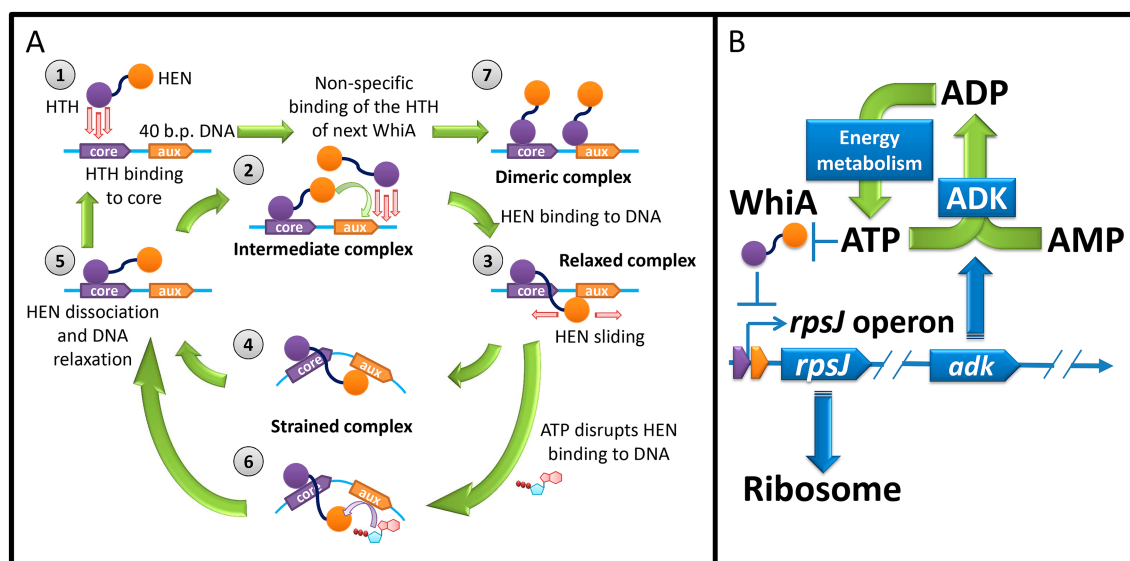 A
1
HEN
HTH
40 b.p. DNA
core
aux
HTH binding
to core
Non-specific
binding of the HTH
of next WhiA
7
core
aux
Dimeric complex
2
core
aux
Intermediate complex
HEN binding to DNA
5
core
aux
HEN dissociation
and DNA
relaxation
3
Relaxed complex
core
aux
HEN sliding
4
core
aux
Strained complex
ATP disrupts HEN
binding to DNA
6
core
aux
B
ADP
Energy
metabolism
ADK
WhiA
ATP
AMP
rpsJ operon
rpsJ
adk
Ribosome